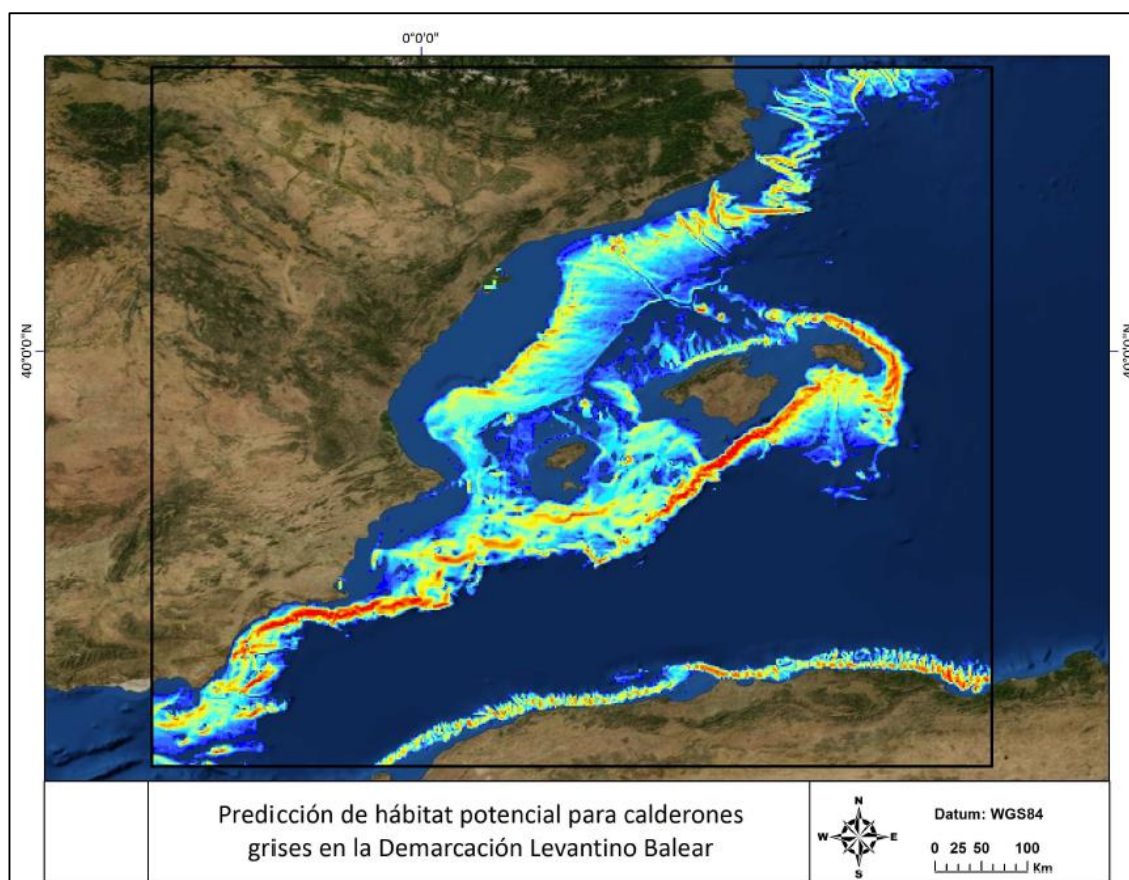 0°0'0"
40°0'0"N
40°0'0"N
Predicción de hábitat potencial para calderones
grises en la Demarcación Levantino Balear
N
W
E
S
Datum: WGS84
0 25 50 100
Km